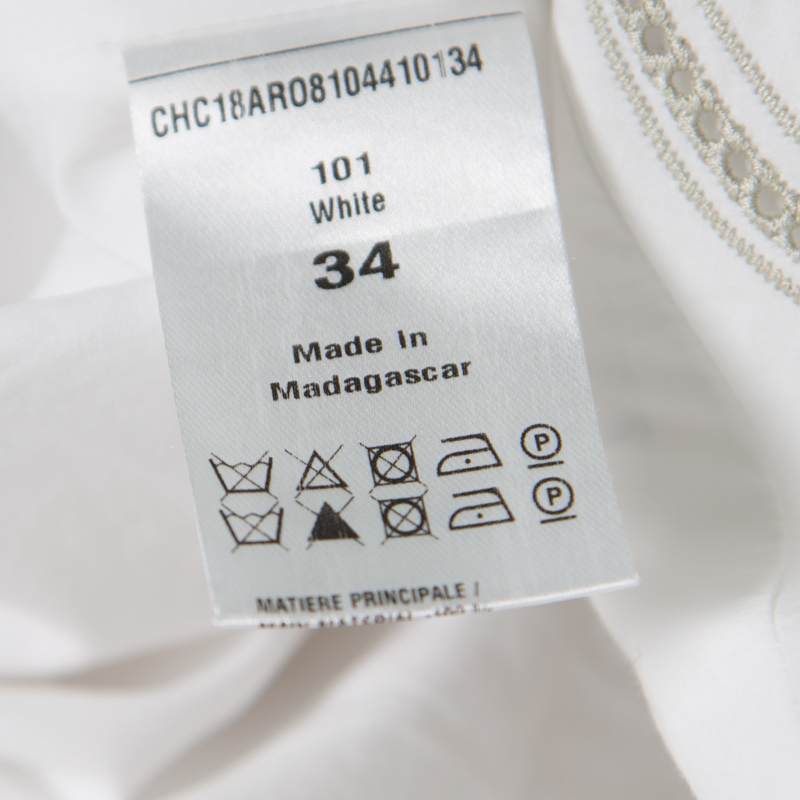 CHC18AR08104410134
101
White
34
Made In
Madagascar
P
P
MATIERE PRINCIPALE /